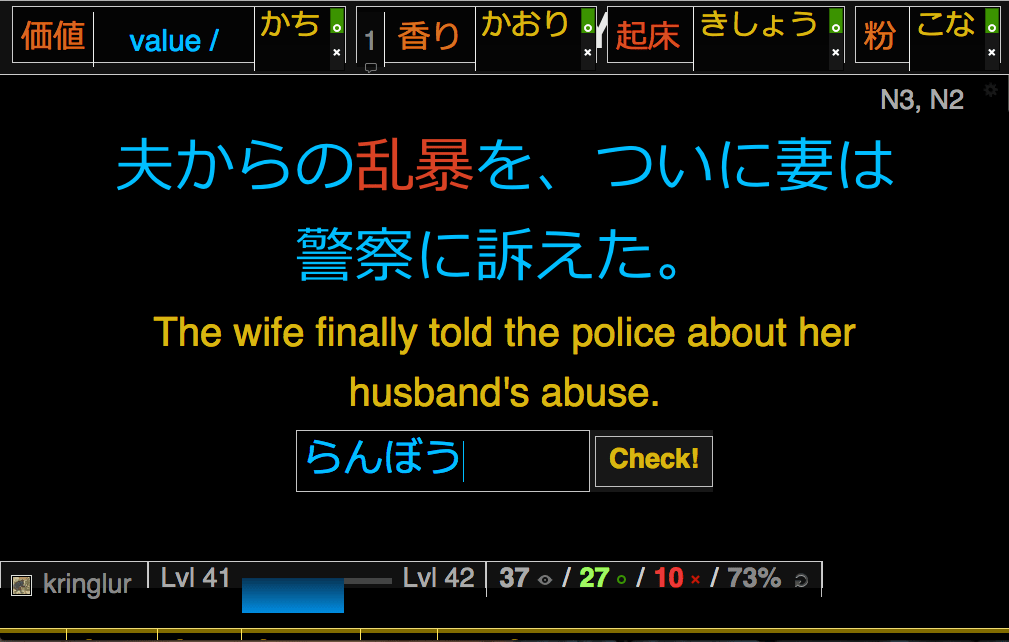 価値 value / かち 1 香り かおり 起床 きしょう 粉 こな
N3, N2
夫からの乱暴を、ついに妻は
警察に訴えた。
The wife finally told the police about her
husband's abuse.
らんぼう Check!
kringlur Lvl 41 Lvl 42 37 / 27 / 10 / 73%